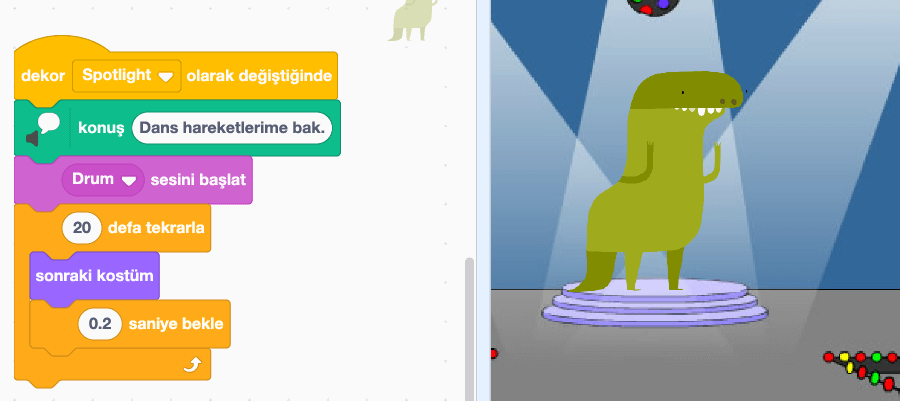 dekor Spotlight olarak değiştiğinde
konuş Dans hareketlerime bak.
Drum sesini başlat
20 defa tekrarla
sonraki kostüm
0.2 saniye bekle